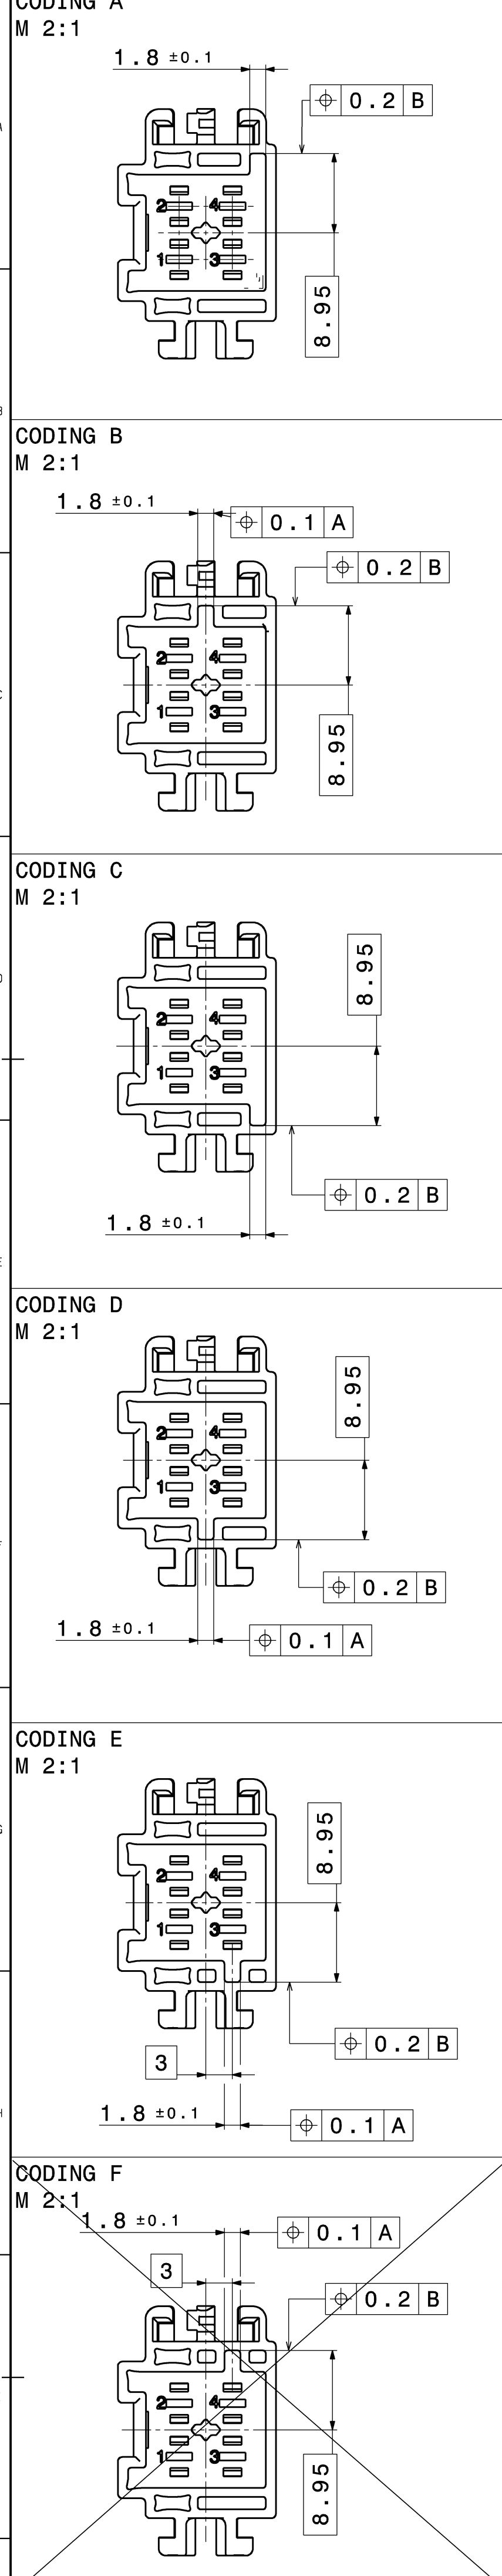 CODING A
M 2:1
1.8 ±0.1
⌖ 0.2 B
2 4
1 3
8.95
CODING B
M 2:1
1.8 ±0.1
⌖ 0.1 A
⌖ 0.2 B
2 4
1 3
8.95
CODING C
M 2:1
8.95
2 4
1 3
⌖ 0.2 B
1.8 ±0.1
CODING D
M 2:1
8.95
2 4
1 3
⌖ 0.2 B
1.8 ±0.1
⌖ 0.1 A
CODING E
M 2:1
8.95
2 4
1 3
⌖ 0.2 B
3
1.8 ±0.1
⌖ 0.1 A
CODING F
M 2:1
1.8 ±0.1
⌖ 0.1 A
3
⌖ 0.2 B
2 4
1 3
8.95